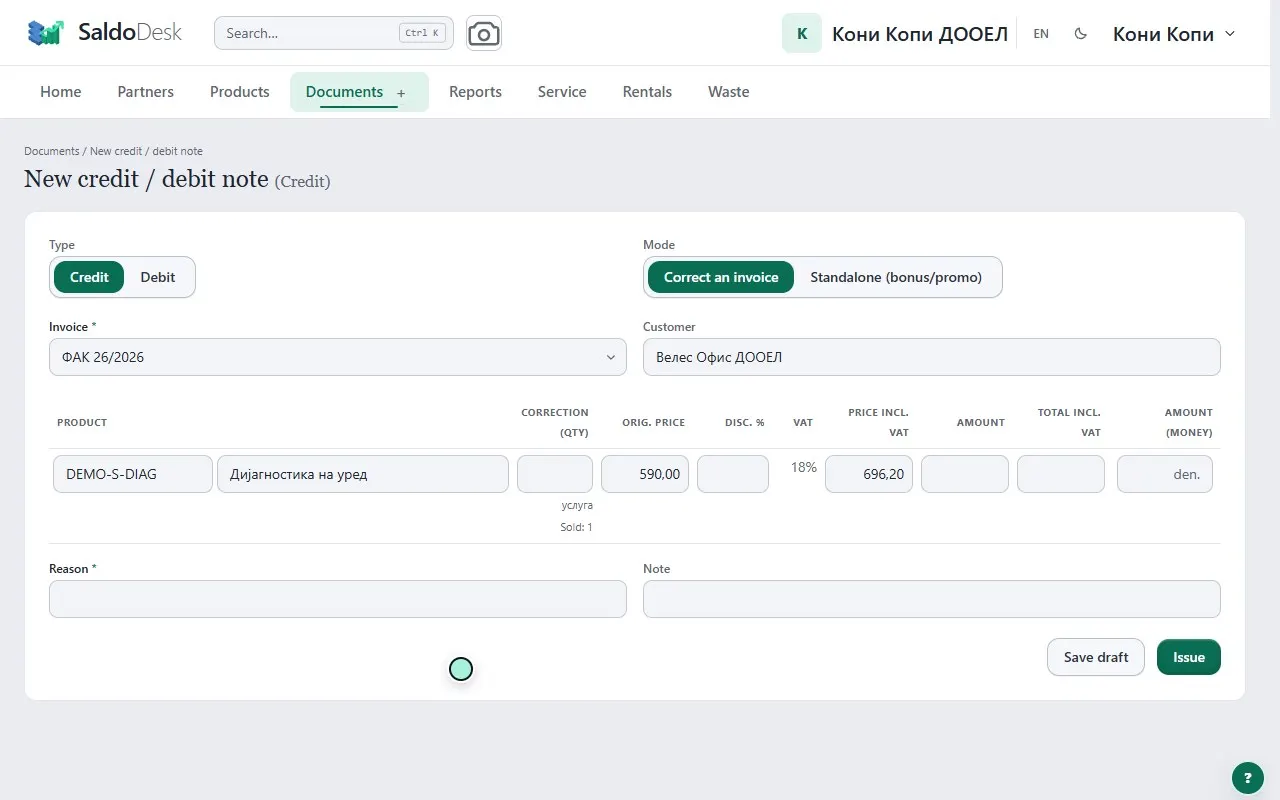 SaldoDesk
Search...
Ctrl K
K
Кони Копи ДООЕЛ
EN
Кони Копи
Home
Partners
Products
Documents +
Reports
Service
Rentals
Waste
Documents / New credit / debit note
New credit / debit note (Credit)
Type
Mode
Credit
Debit
Correct an invoice
Standalone (bonus/promo)
Invoice *
Customer
ФАК 26/2026
Велес Офис ДООЕЛ
PRODUCT
CORRECTION (QTY)
ORIG. PRICE
DISC. %
VAT
PRICE INCL. VAT
AMOUNT
TOTAL INCL. VAT
AMOUNT (MONEY)
DEMO-S-DIAG
Дијагностика на уред
590,00
18%
696,20
den.
услуга
Sold: 1
Reason *
Note
Save draft
Issue
?